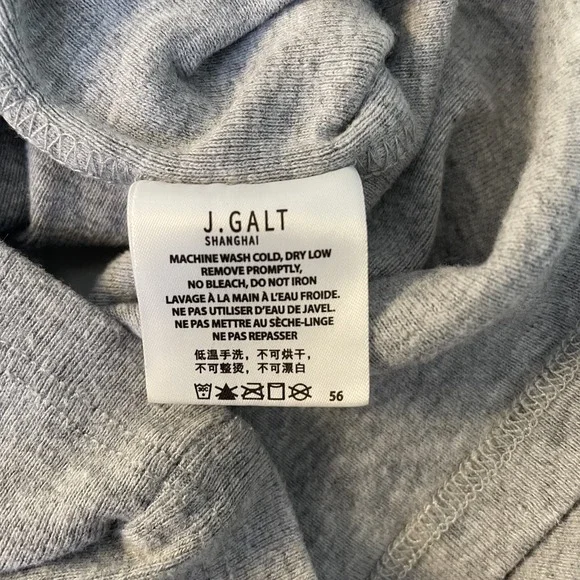 J.GALT
SHANGHAI
MACHINE WASH COLD, DRY LOW
REMOVE PROMPTLY,
NO BLEACH, DO NOT IRON
LAVAGE À LA MAIN À L'EAU FROIDE.
NE PAS UTILISER D'EAU DE JAVEL.
NE PAS METTRE AU SÈCHE-LINGE
NE PAS REPASSER
低温手洗，不可烘干，
不可整烫，不可漂白
30C 56